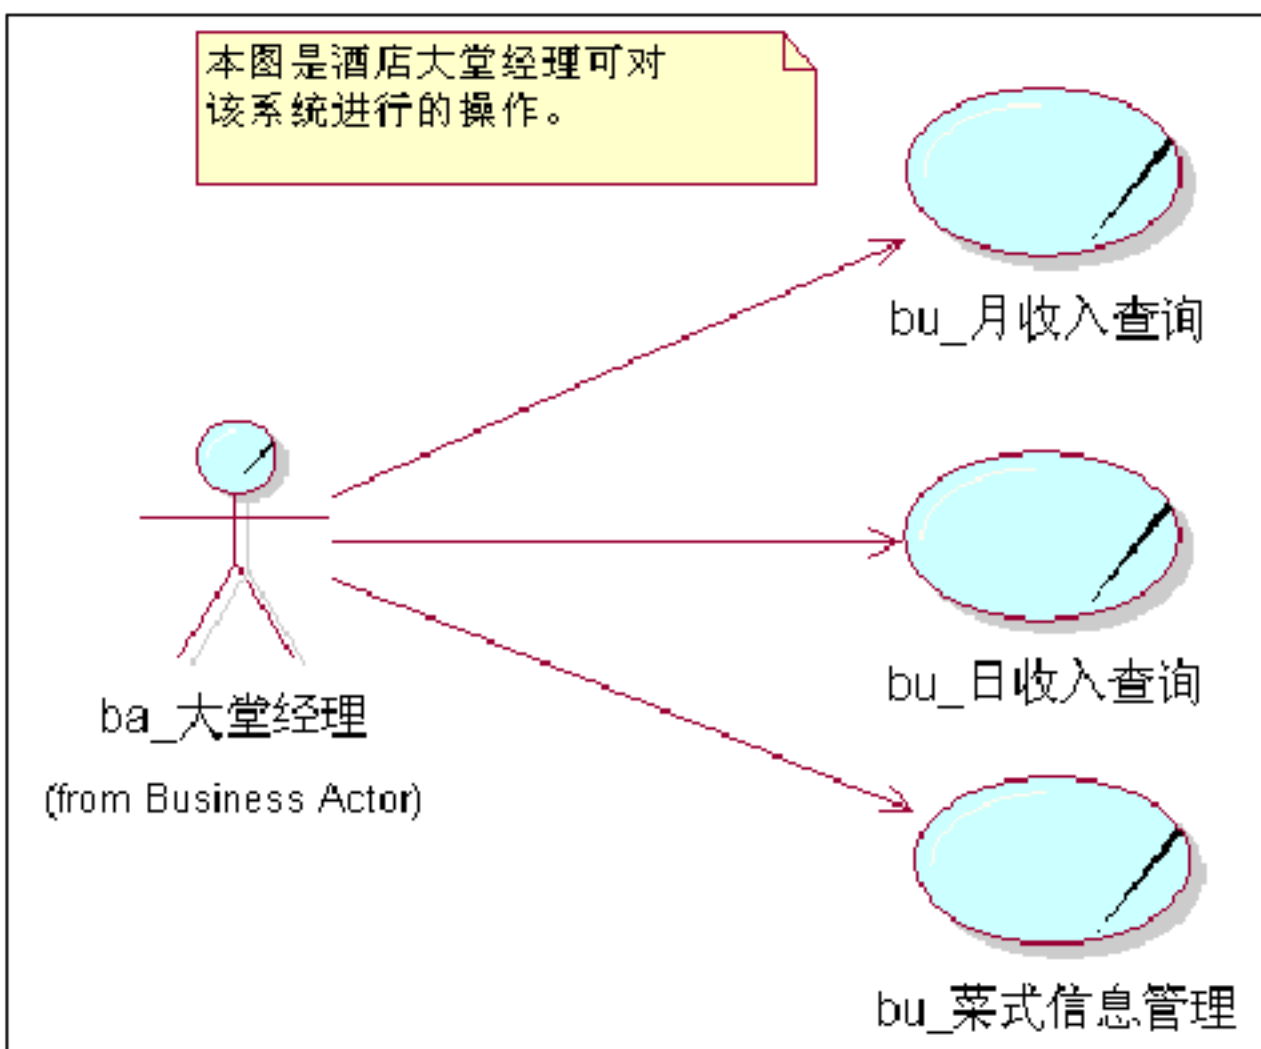 本图是酒店大堂经理可对
该系统进行的操作。
bu_月收入查询
bu_日收入查询
ba_大堂经理
(from Business Actor)
bu_菜式信息管理